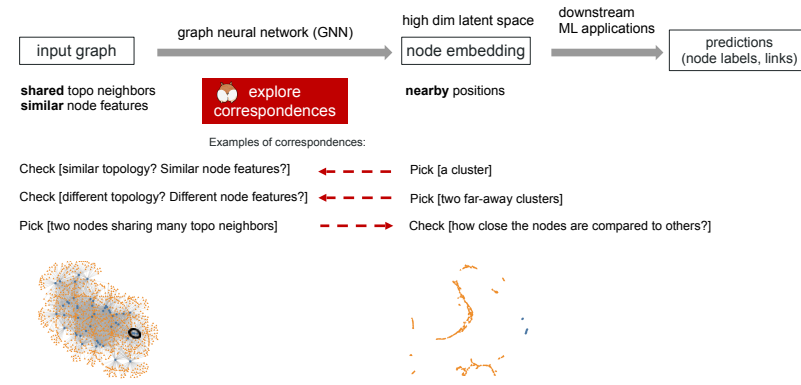 high dim latent space
downstream
ML applications
graph neural network (GNN)
input graph
node embedding
predictions
(node labels, links)
shared topo neighbors
similar node features
explore
correspondences
nearby positions
Examples of correspondences:
Check [similar topology? Similar node features?]
Pick [a cluster]
Check [different topology? Different node features?]
Pick [two far-away clusters]
Pick [two nodes sharing many topo neighbors]
Check [how close the nodes are compared to others?]